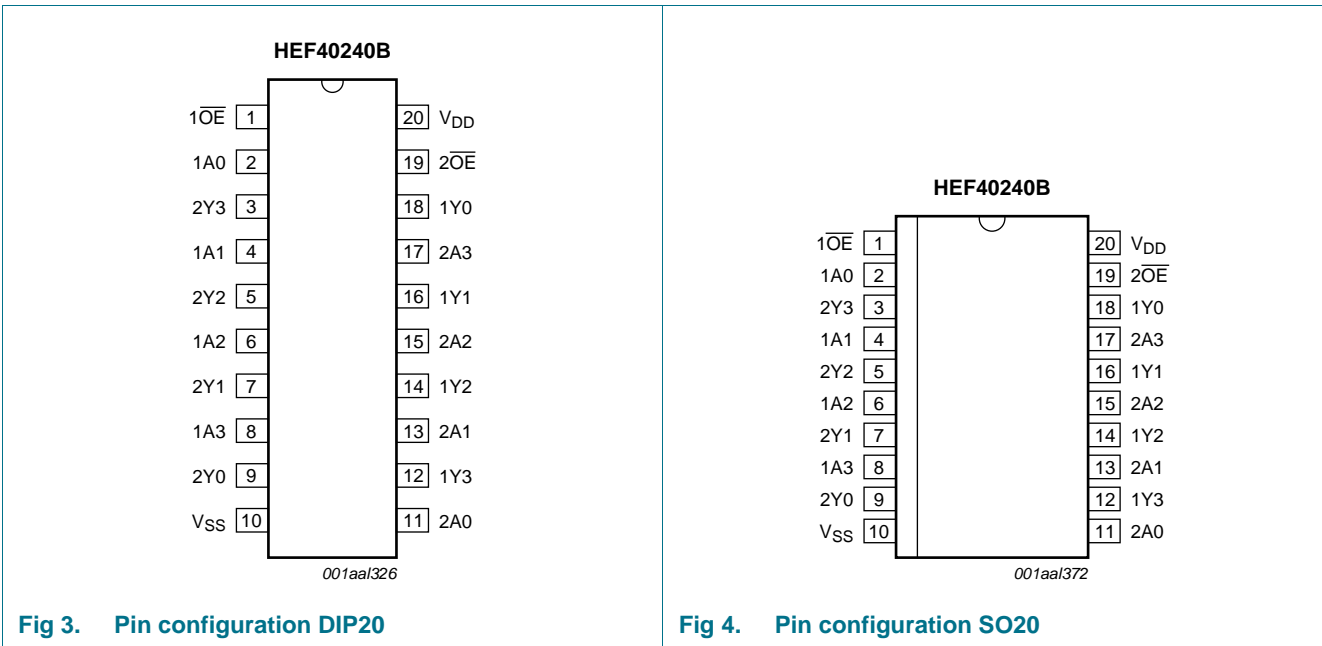 HEF40240B
1O̅E̅ 1 20 VDD
1A0 2 19 2O̅E̅
2Y3 3 18 1Y0
1A1 4 17 2A3
2Y2 5 16 1Y1
1A2 6 15 2A2
2Y1 7 14 1Y2
1A3 8 13 2A1
2Y0 9 12 1Y3
VSS 10 11 2A0
001aal326
Fig 3. Pin configuration DIP20
HEF40240B
1O̅E̅ 1 20 VDD
1A0 2 19 2O̅E̅
2Y3 3 18 1Y0
1A1 4 17 2A3
2Y2 5 16 1Y1
1A2 6 15 2A2
2Y1 7 14 1Y2
1A3 8 13 2A1
2Y0 9 12 1Y3
VSS 10 11 2A0
001aal372
Fig 4. Pin configuration SO20